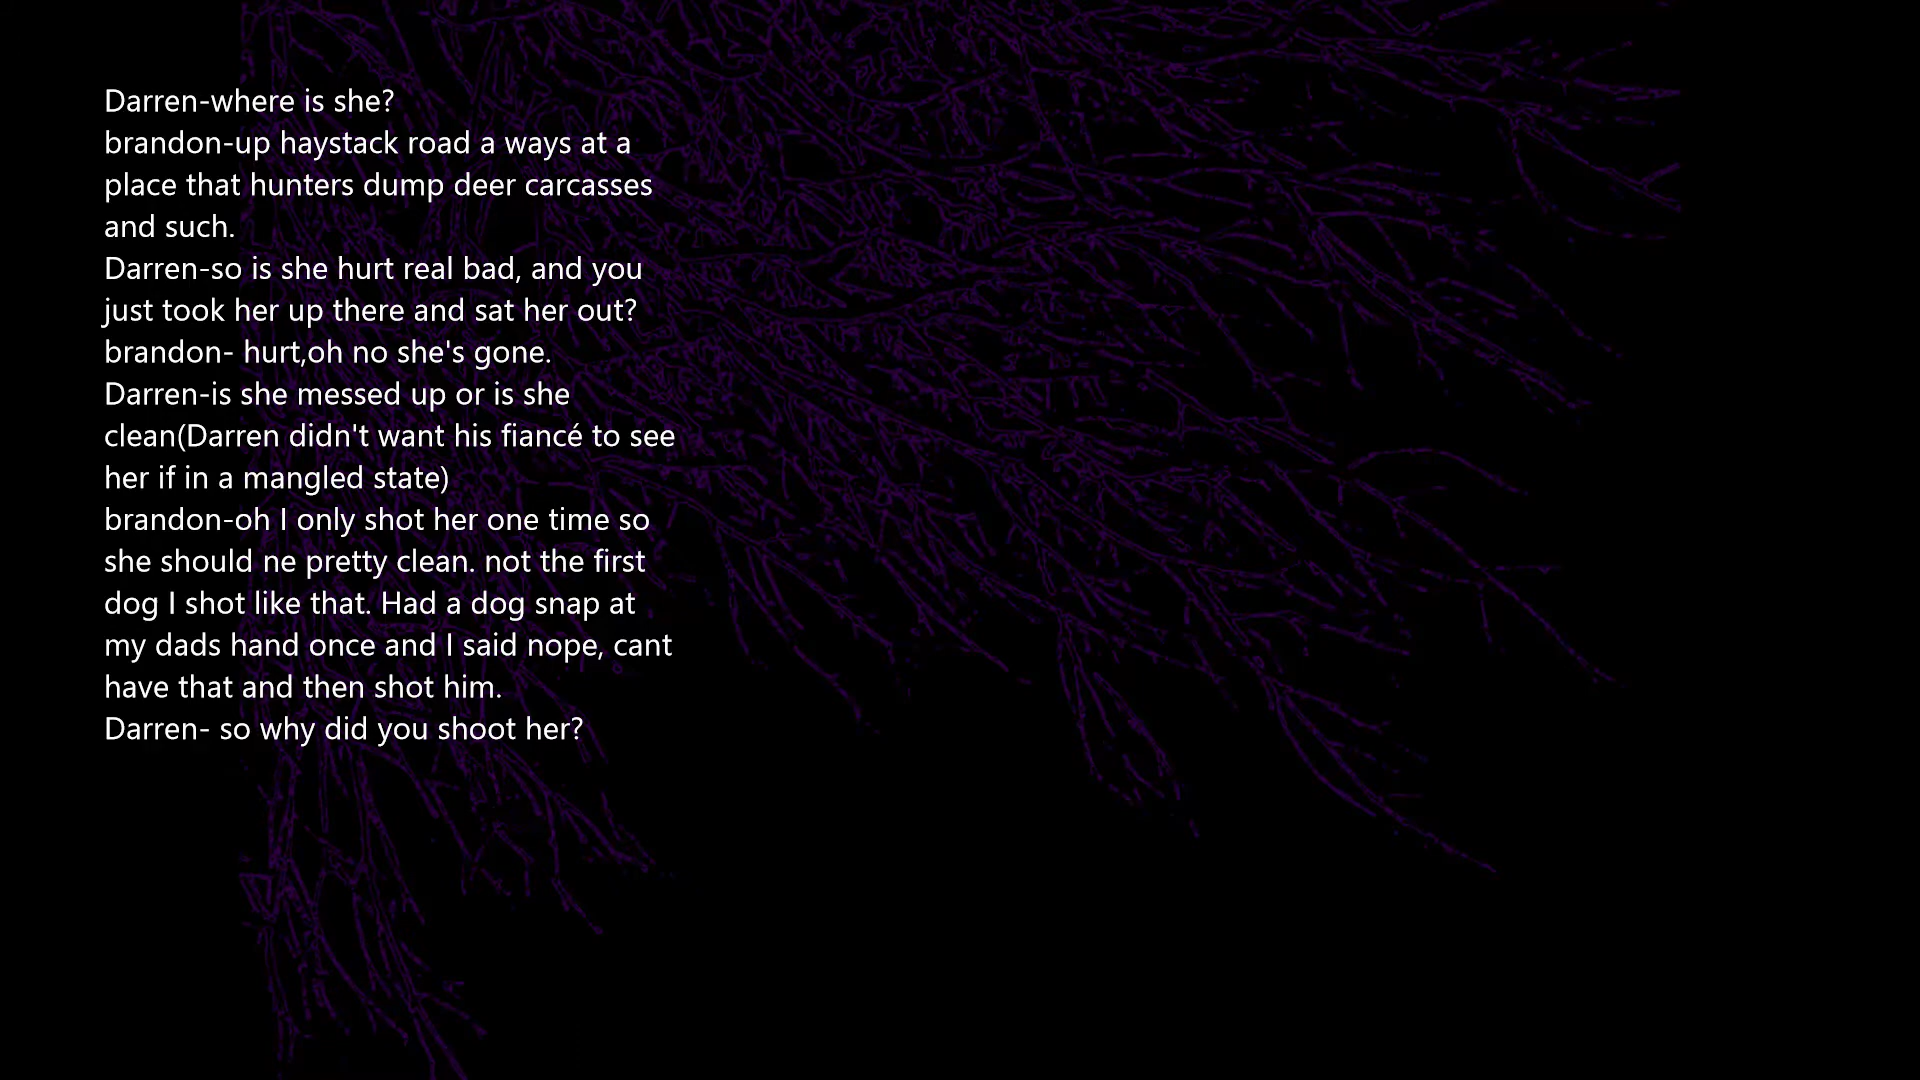 Darren-where is she?
brandon-up haystack road a ways at a
place that hunters dump deer carcasses
and such.
Darren-so is she hurt real bad, and you
just took her up there and sat her out?
brandon- hurt,oh no she's gone.
Darren-is she messed up or is she
clean(Darren didn't want his fiancé to see
her if in a mangled state)
brandon-oh I only shot her one time so
she should ne pretty clean. not the first
dog I shot like that. Had a dog snap at
my dads hand once and I said nope, cant
have that and then shot him.
Darren- so why did you shoot her?